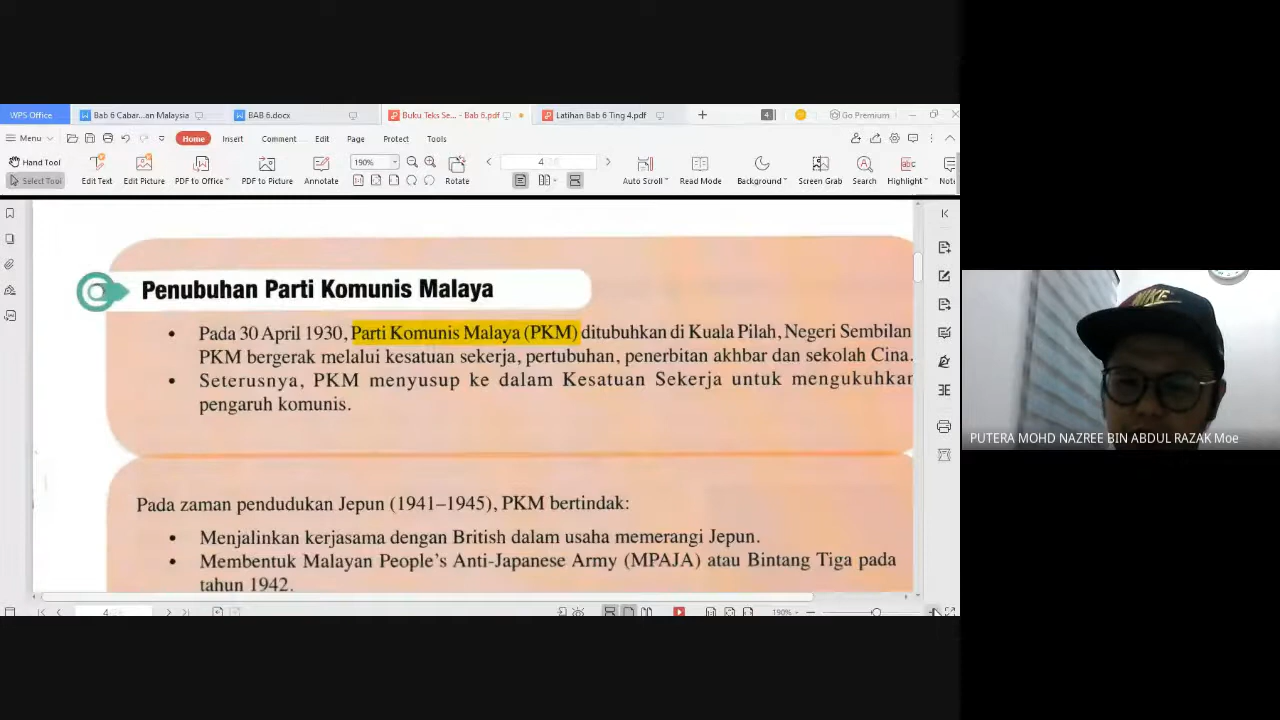 WPS Office
Bab 6 Cabar...an Malaysia
BAB 6.docx
Buku Teks Se... - Bab 6.pdf
Latihan Bab 6 Ting 4.pdf
4
Go Premium
Menu
Home
Insert
Comment
Edit
Page
Protect
Tools
Hand Tool
Select Tool
Edit Text
Edit Picture
PDF to Office
PDF to Picture
Annotate
190%
Rotate
4
Auto Scroll
Read Mode
Background
Screen Grab
Search
Highlight
Penubuhan Parti Komunis Malaya
• Pada 30 April 1930, Parti Komunis Malaya (PKM) ditubuhkan di Kuala Pilah, Negeri Sembilan
PKM bergerak melalui kesatuan sekerja, pertubuhan, penerbitan akhbar dan sekolah Cina.
• Seterusnya, PKM menyusup ke dalam Kesatuan Sekerja untuk mengukuhkan
pengaruh komunis.
Pada zaman pendudukan Jepun (1941–1945), PKM bertindak:
• Menjalinkan kerjasama dengan British dalam usaha memerangi Jepun.
• Membentuk Malayan People's Anti-Japanese Army (MPAJA) atau Bintang Tiga pada
tahun 1942.
4
190%
NIKE
PUTERA MOHD NAZREE BIN ABDUL RAZAK Moe